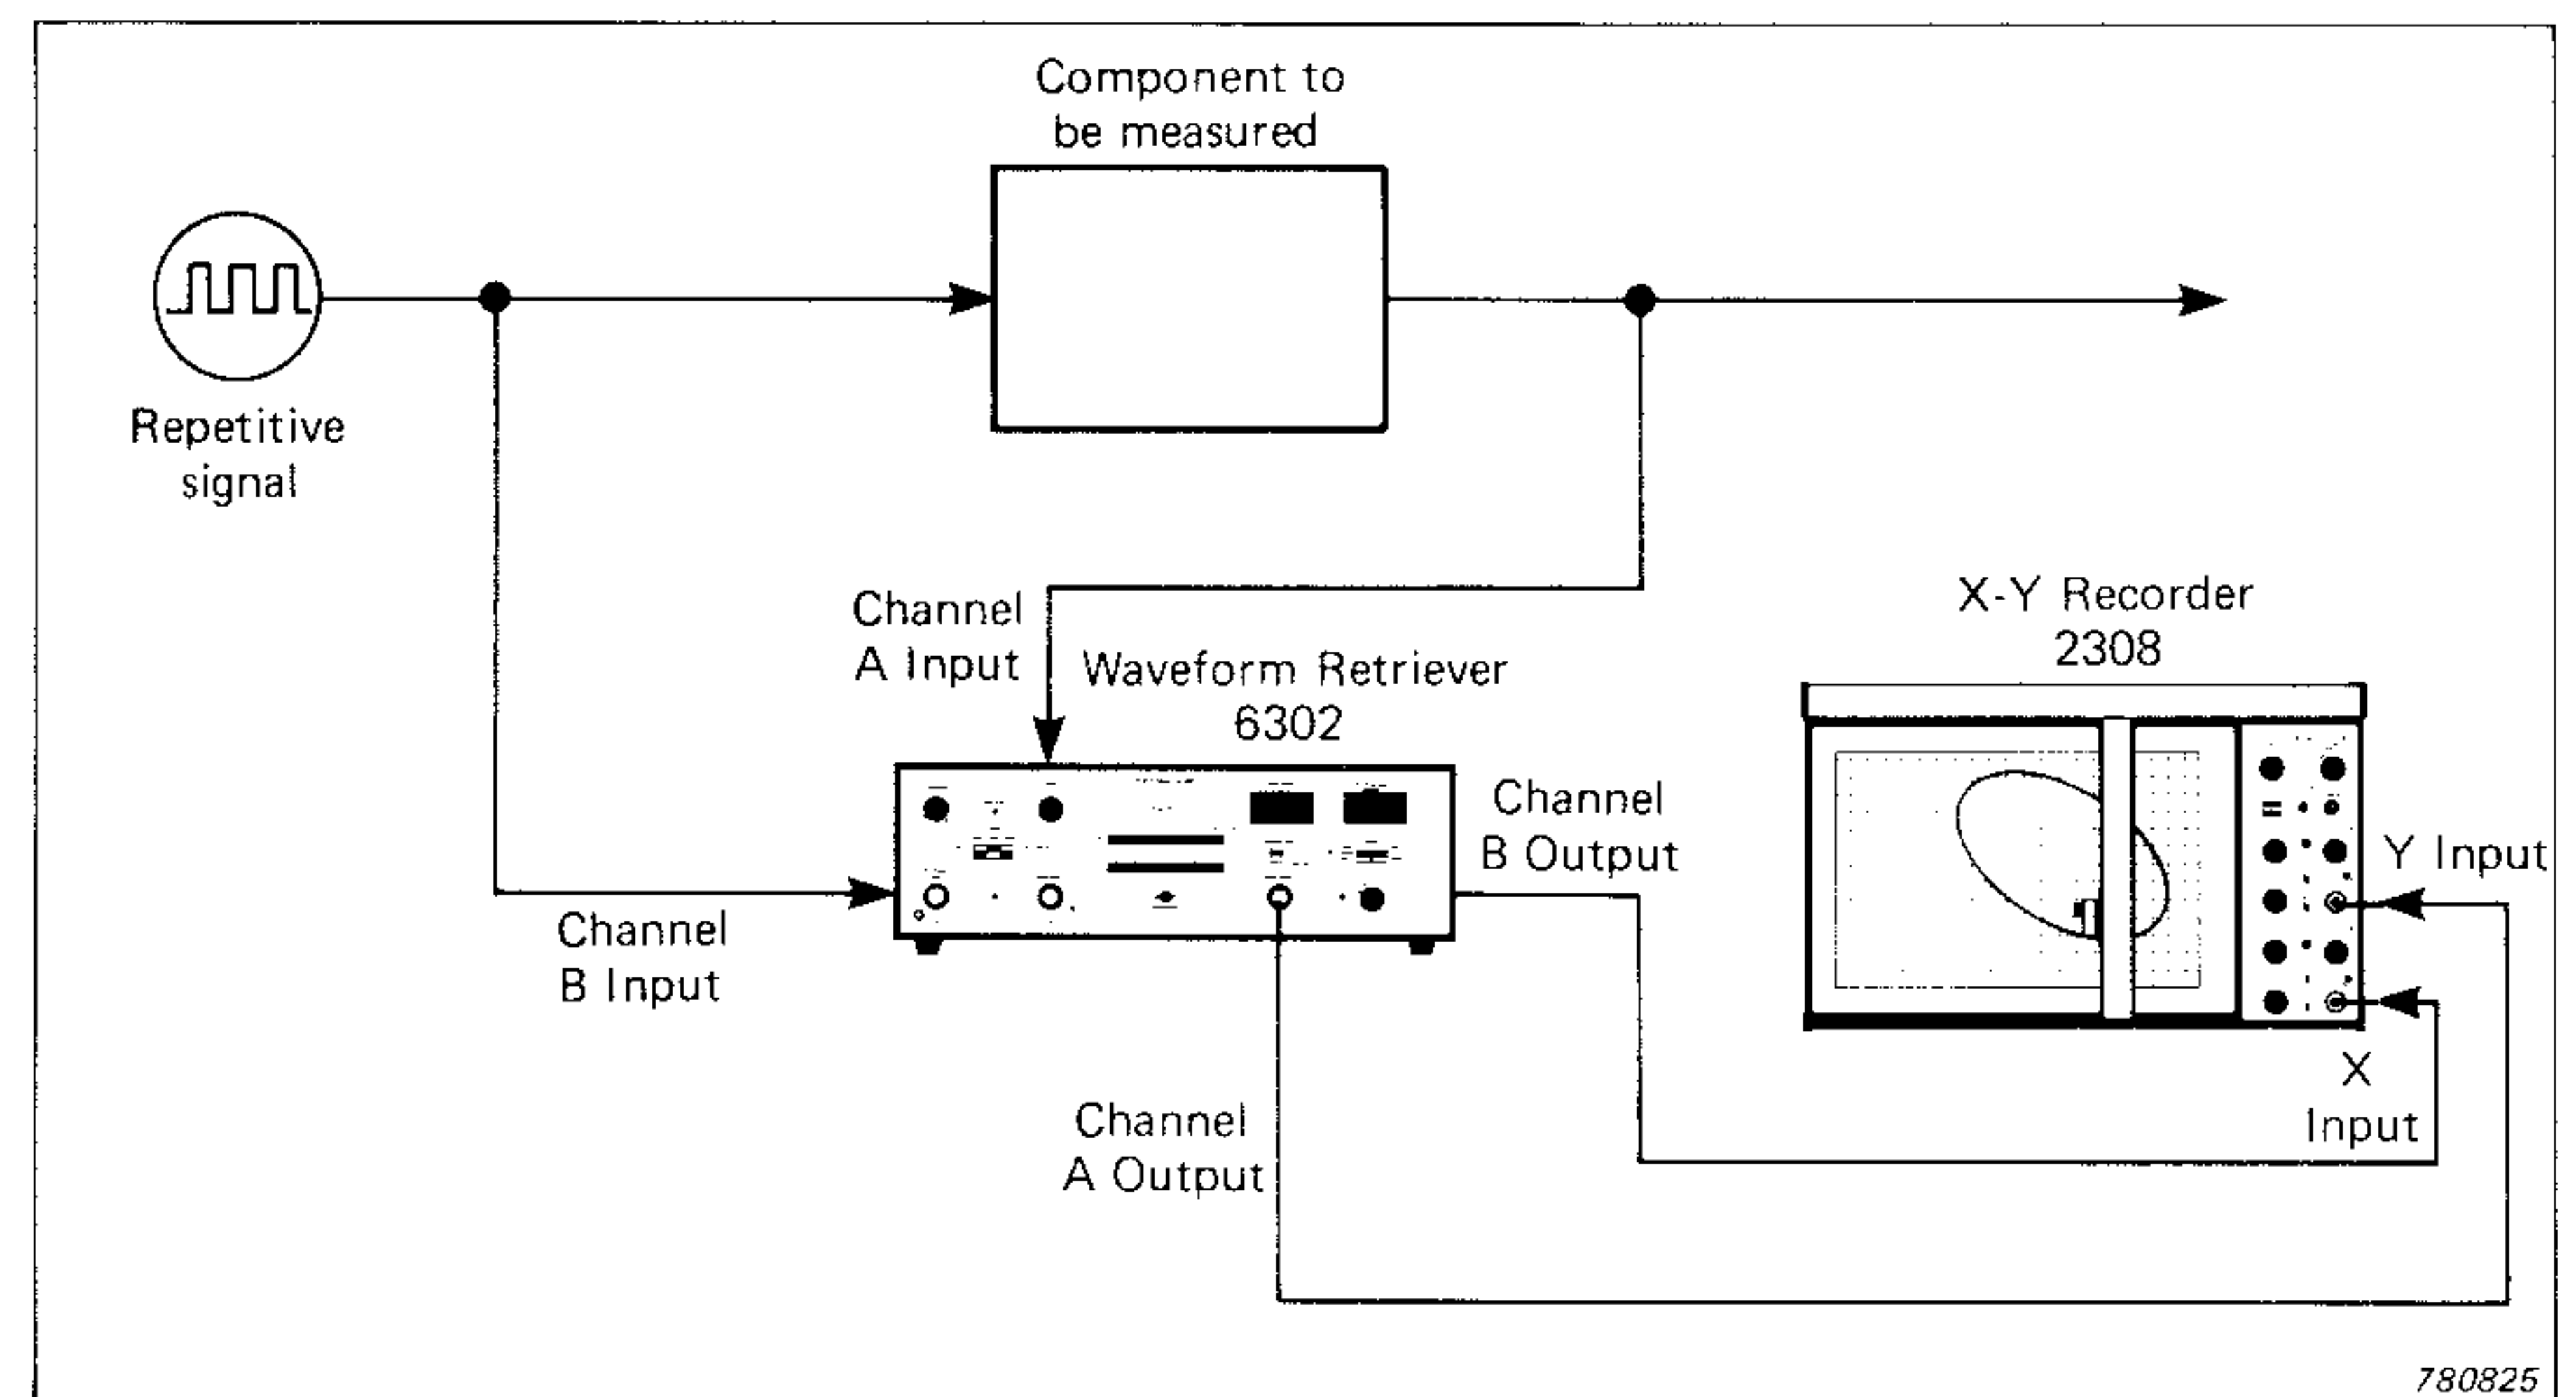 Component to
be measured
Repetitive
signal
Channel
A Input
Waveform Retriever
6302
X-Y Recorder
2308
Channel
B Output
Y Input
Channel
B Input
X
Input
Channel
A Output
780825